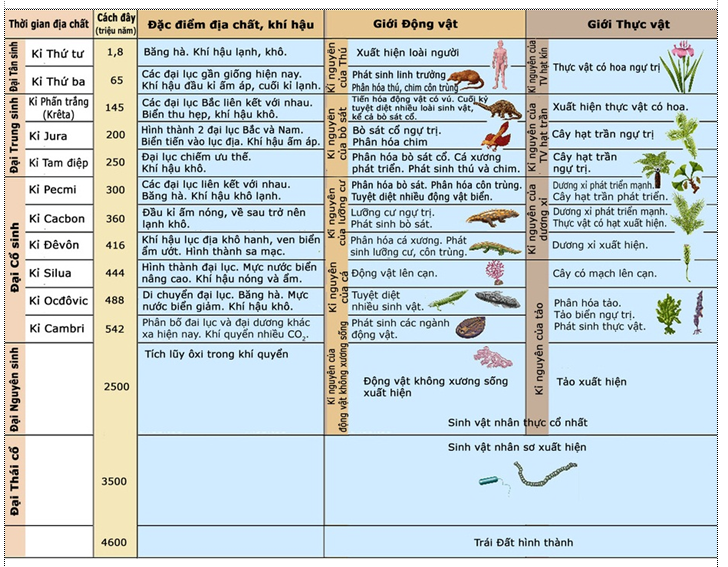 Thời gian địa chất
Cách đây
(triệu năm)
Đặc điểm địa chất, khí hậu
Giới Động vật
Giới Thực vật
Đại Tân sinh
Kỉ Thứ tư
1,8
Băng hà. Khí hậu lạnh, khô.
Kỉ nguyên
của Thú
Xuất hiện loài người
Kỉ nguyên của
TV hạt kín
Thực vật có hoa ngự trị
Kỉ Thứ ba
65
Các đại lục gần giống hiện nay.
Khí hậu đầu kỉ ấm áp, cuối kỉ lạnh.
Phát sinh linh trưởng
Phân hóa thú, chim côn trùng
Đại Trung sinh
Kỉ Phấn trắng
(Krêta)
145
Các đại lục Bắc liên kết với nhau.
Biển thu hẹp, khí hậu khô.
Kỉ nguyên
của bò sát
Tiến hóa động vật có vú. Cuối kỷ
tuyệt diệt nhiều loài sinh vật,
kể cả bò sát cổ.
Kỉ nguyên của
TV hạt trần
Xuất hiện thực vật có hoa.
Kỉ Jura
200
Hình thành 2 đại lục Bắc và Nam.
Biển tiến vào lục địa. Khí hậu ấm áp.
Bò sát cổ ngự trị.
Phân hóa chim
Cây hạt trần ngự trị
Kỉ Tam điệp
250
Đại lục chiếm ưu thế.
Khí hậu khô.
Phân hóa bò sát cổ. Cá xương
phát triển. Phát sinh thú và chim.
Cây hạt trần
ngự trị.
Đại Cổ sinh
Kỉ Pecmi
300
Các đại lục liên kết với nhau.
Băng hà. Khí hậu khô lạnh.
Kỉ nguyên
của lưỡng cư
Phân hóa bò sát. Phân hóa côn trùng.
Tuyệt diệt nhiều động vật biển.
Kỉ nguyên của
dương xỉ
Dương xỉ phát triển mạnh.
Cây hạt trần phát triển.
Kỉ Cacbon
360
Đầu kỉ ấm nóng, về sau trở nên
lạnh khô.
Lưỡng cư ngự trị.
Phát sinh bò sát.
Dương xỉ phát triển mạnh.
Thực vật có hạt xuất hiện.
Kỉ Đêvôn
416
Khí hậu lục địa khô hanh, ven biển
ẩm ướt. Hình thành sa mạc.
Phân hóa cá xương. Phát
sinh lưỡng cư, côn trùng.
Dương xỉ xuất hiện.
Kỉ Silua
444
Hình thành đại lục. Mực nước biển
nâng cao. Khí hậu nóng và ẩm.
Kỉ nguyên
của cá
Động vật lên cạn.
Cây có mạch lên cạn.
Kỉ Ocđôvic
488
Di chuyển đại lục. Băng hà. Mực
nước biển giảm. Khí hậu khô.
Tuyệt diệt
nhiều sinh vật.
Kỉ nguyên của tảo
Phân hóa tảo.
Tảo biển ngự trị.
Phát sinh thực vật.
Kỉ Cambri
542
Phân bố đai lục và đại dương khác
xa hiện nay. Khí quyển nhiều CO₂.
Kỉ nguyên của
động vật không xương sống
Phát sinh các ngành
động vật.
Đại Nguyên sinh
2500
Tích lũy ôxi trong khí quyển
Động vật không xương sống
xuất hiện
Tảo xuất hiện
Sinh vật nhân thực cổ nhất
Đại Thái cổ
3500
Sinh vật nhân sơ xuất hiện
4600
Trái Đất hình thành